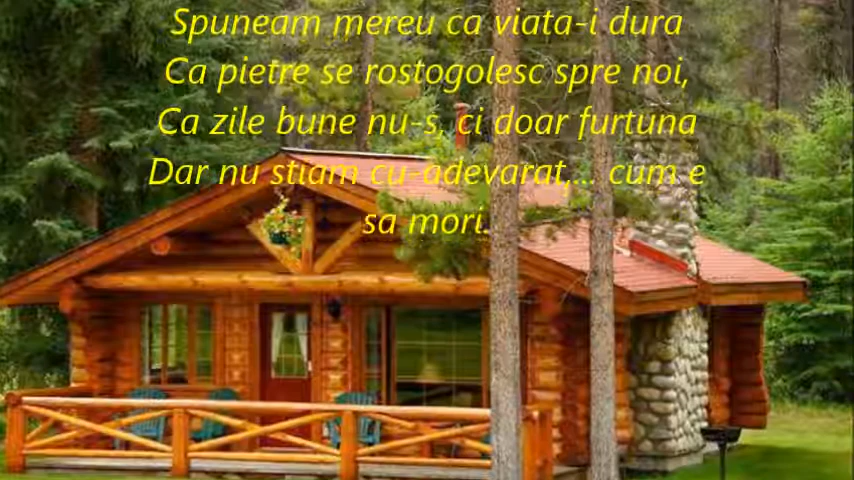 Spuneam mereu ca viata-i dura
Ca pietre se rostogolesc spre noi,
Ca zile bune nu-s, ci doar furtuna
Dar nu stiam cu-adevarat,... cum e
sa mori.